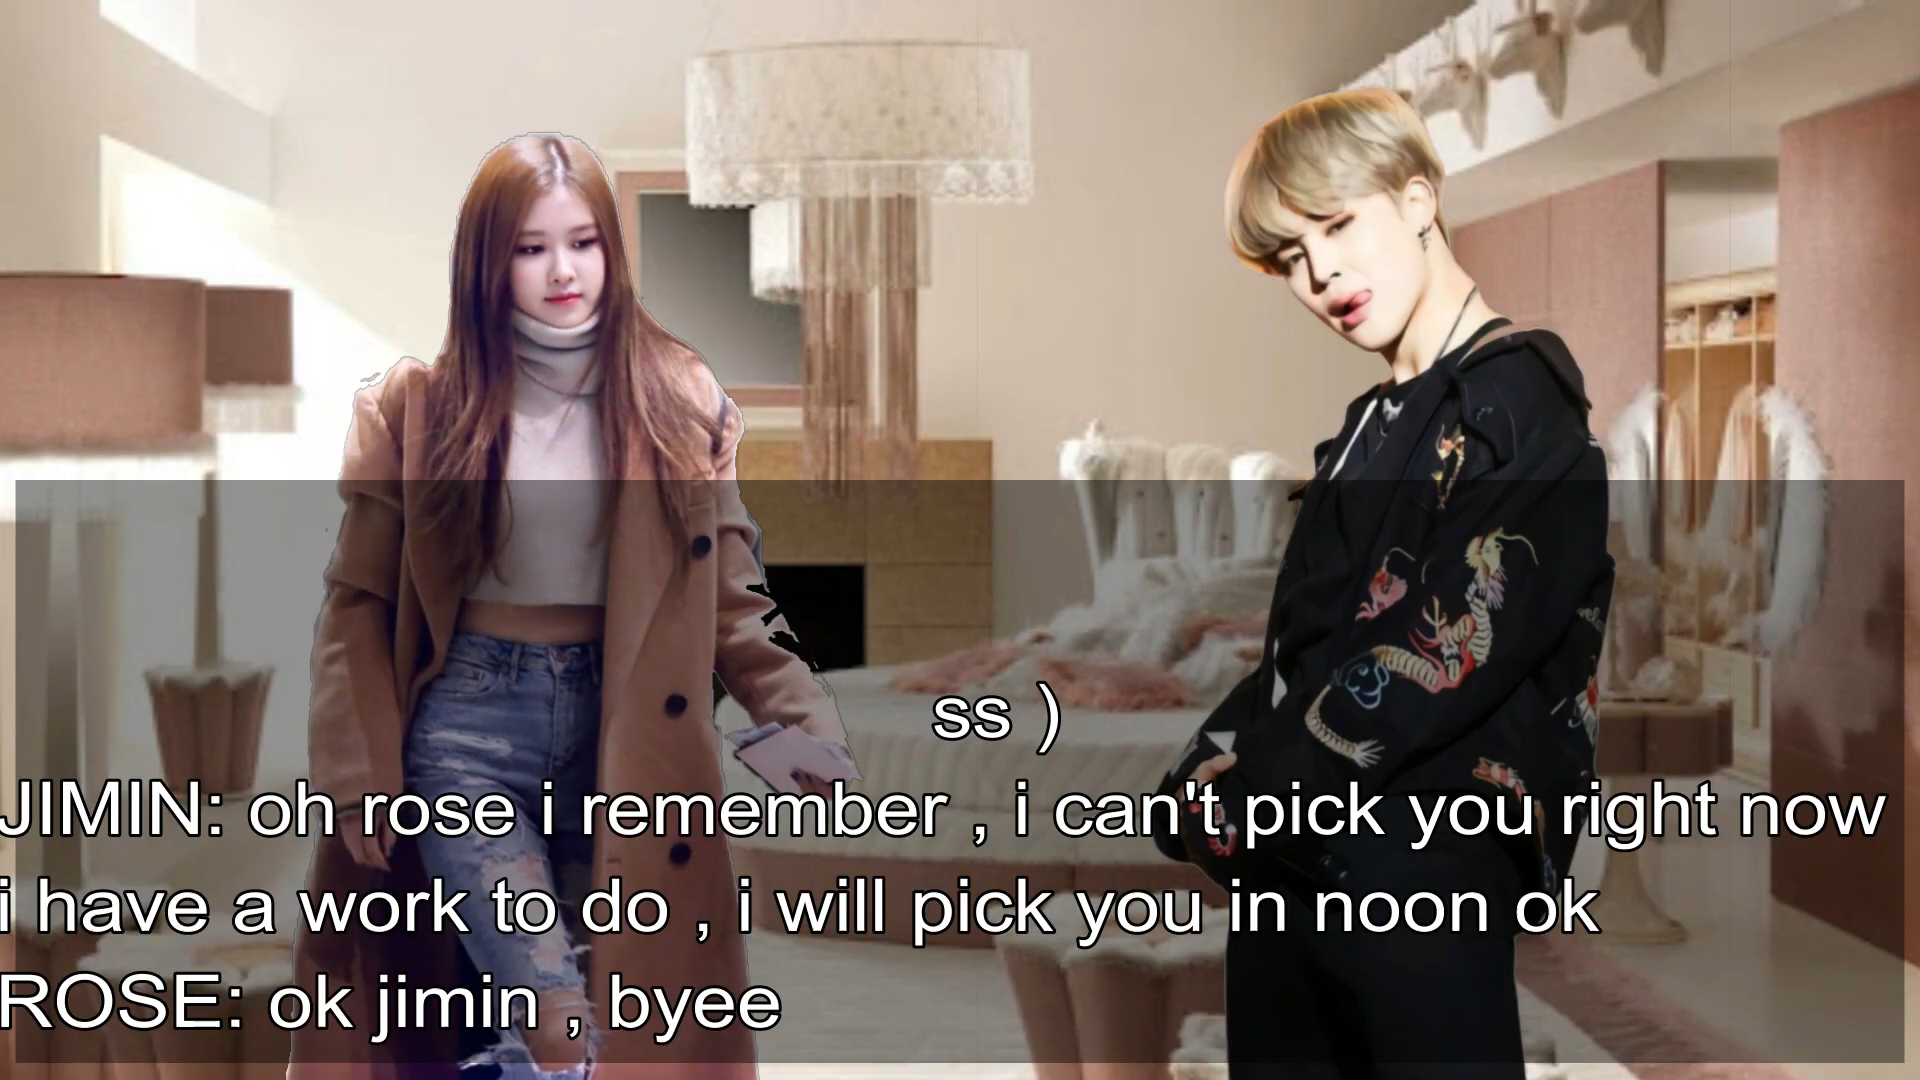 ss )
JIMIN: oh rose i remember , i can't pick you right now
i have a work to do , i will pick you in noon ok
ROSE: ok jimin , byee